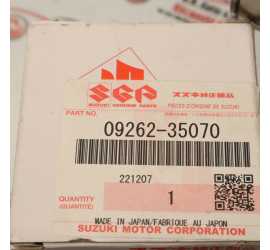 SGP
SUZUKI GENUINE PARTS
スズキ純正部品
PIECES D'ORIGINE DE SUZUKI
PART NO.
09262-35070
221207
QUANTITY
(QUANTITÉ)
1
MADE IN JAPAN/FABRIQUE AU JAPON
SUZUKI MOTOR CORPORATION